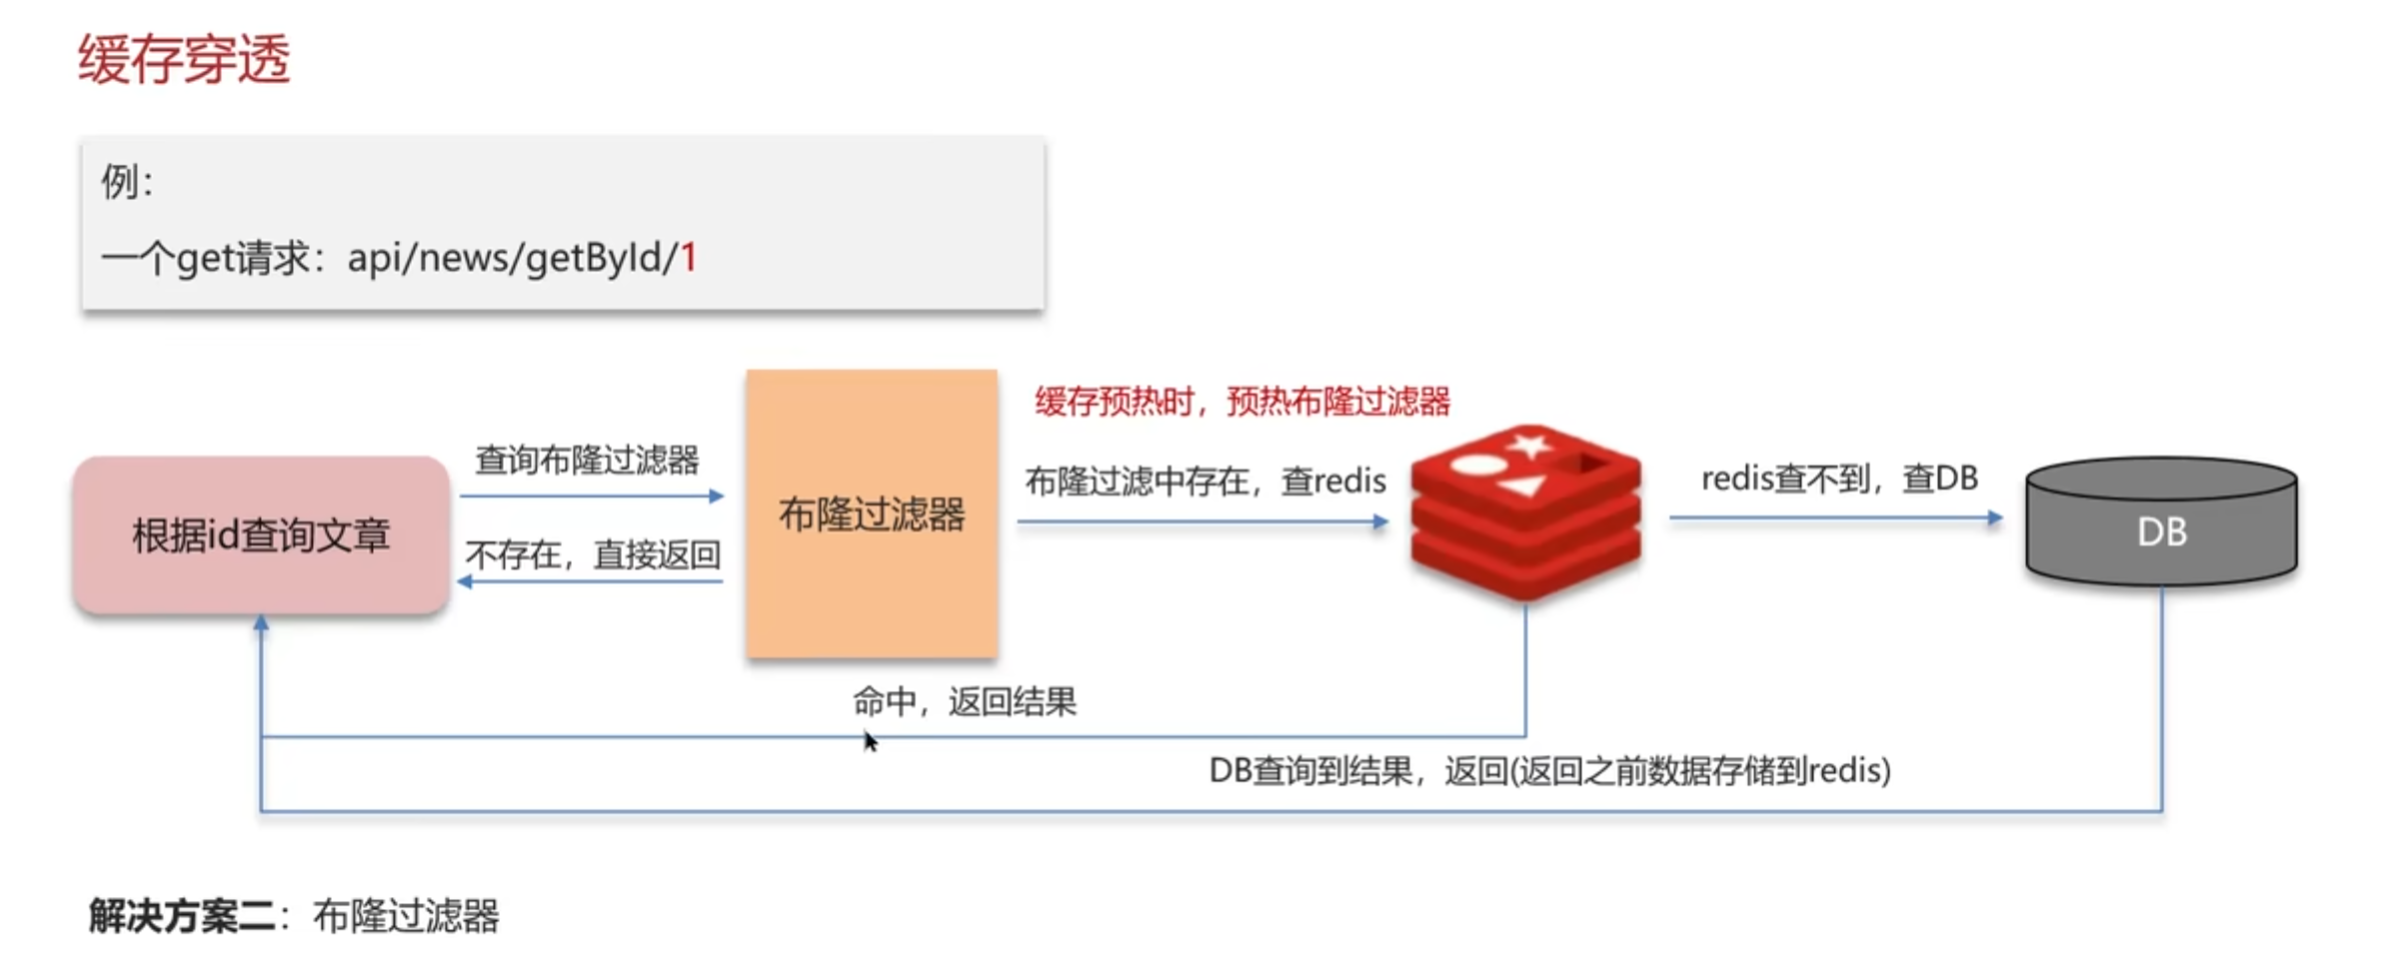 缓存穿透
例：
一个get请求：api/news/getById/1
缓存预热时，预热布隆过滤器
查询布隆过滤器
布隆过滤中存在，查redis
redis查不到，查DB
根据id查询文章
布隆过滤器
DB
不存在，直接返回
命中，返回结果
DB查询到结果，返回(返回之前数据存储到redis)
解决方案二：布隆过滤器